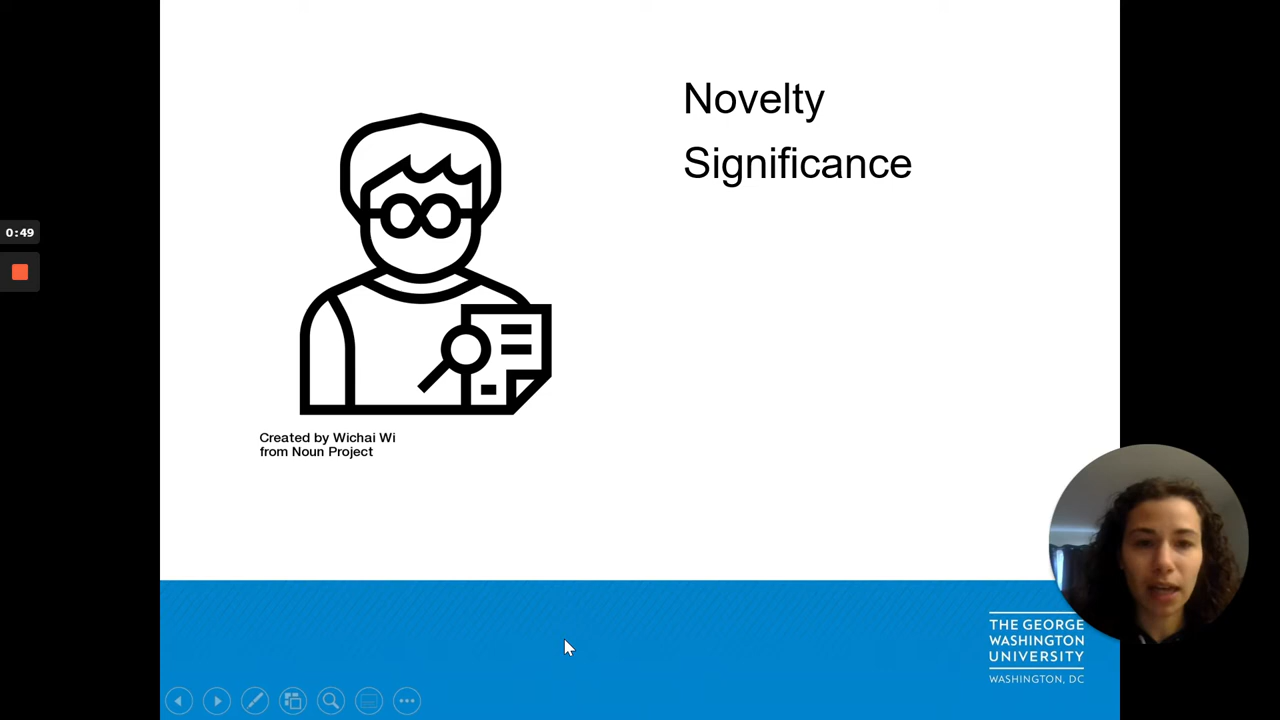 Novelty
Significance
0:49
Created by Wichai Wi
from Noun Project
THE GEORGE
WASHINGTON
UNIVERSITY
WASHINGTON, DC